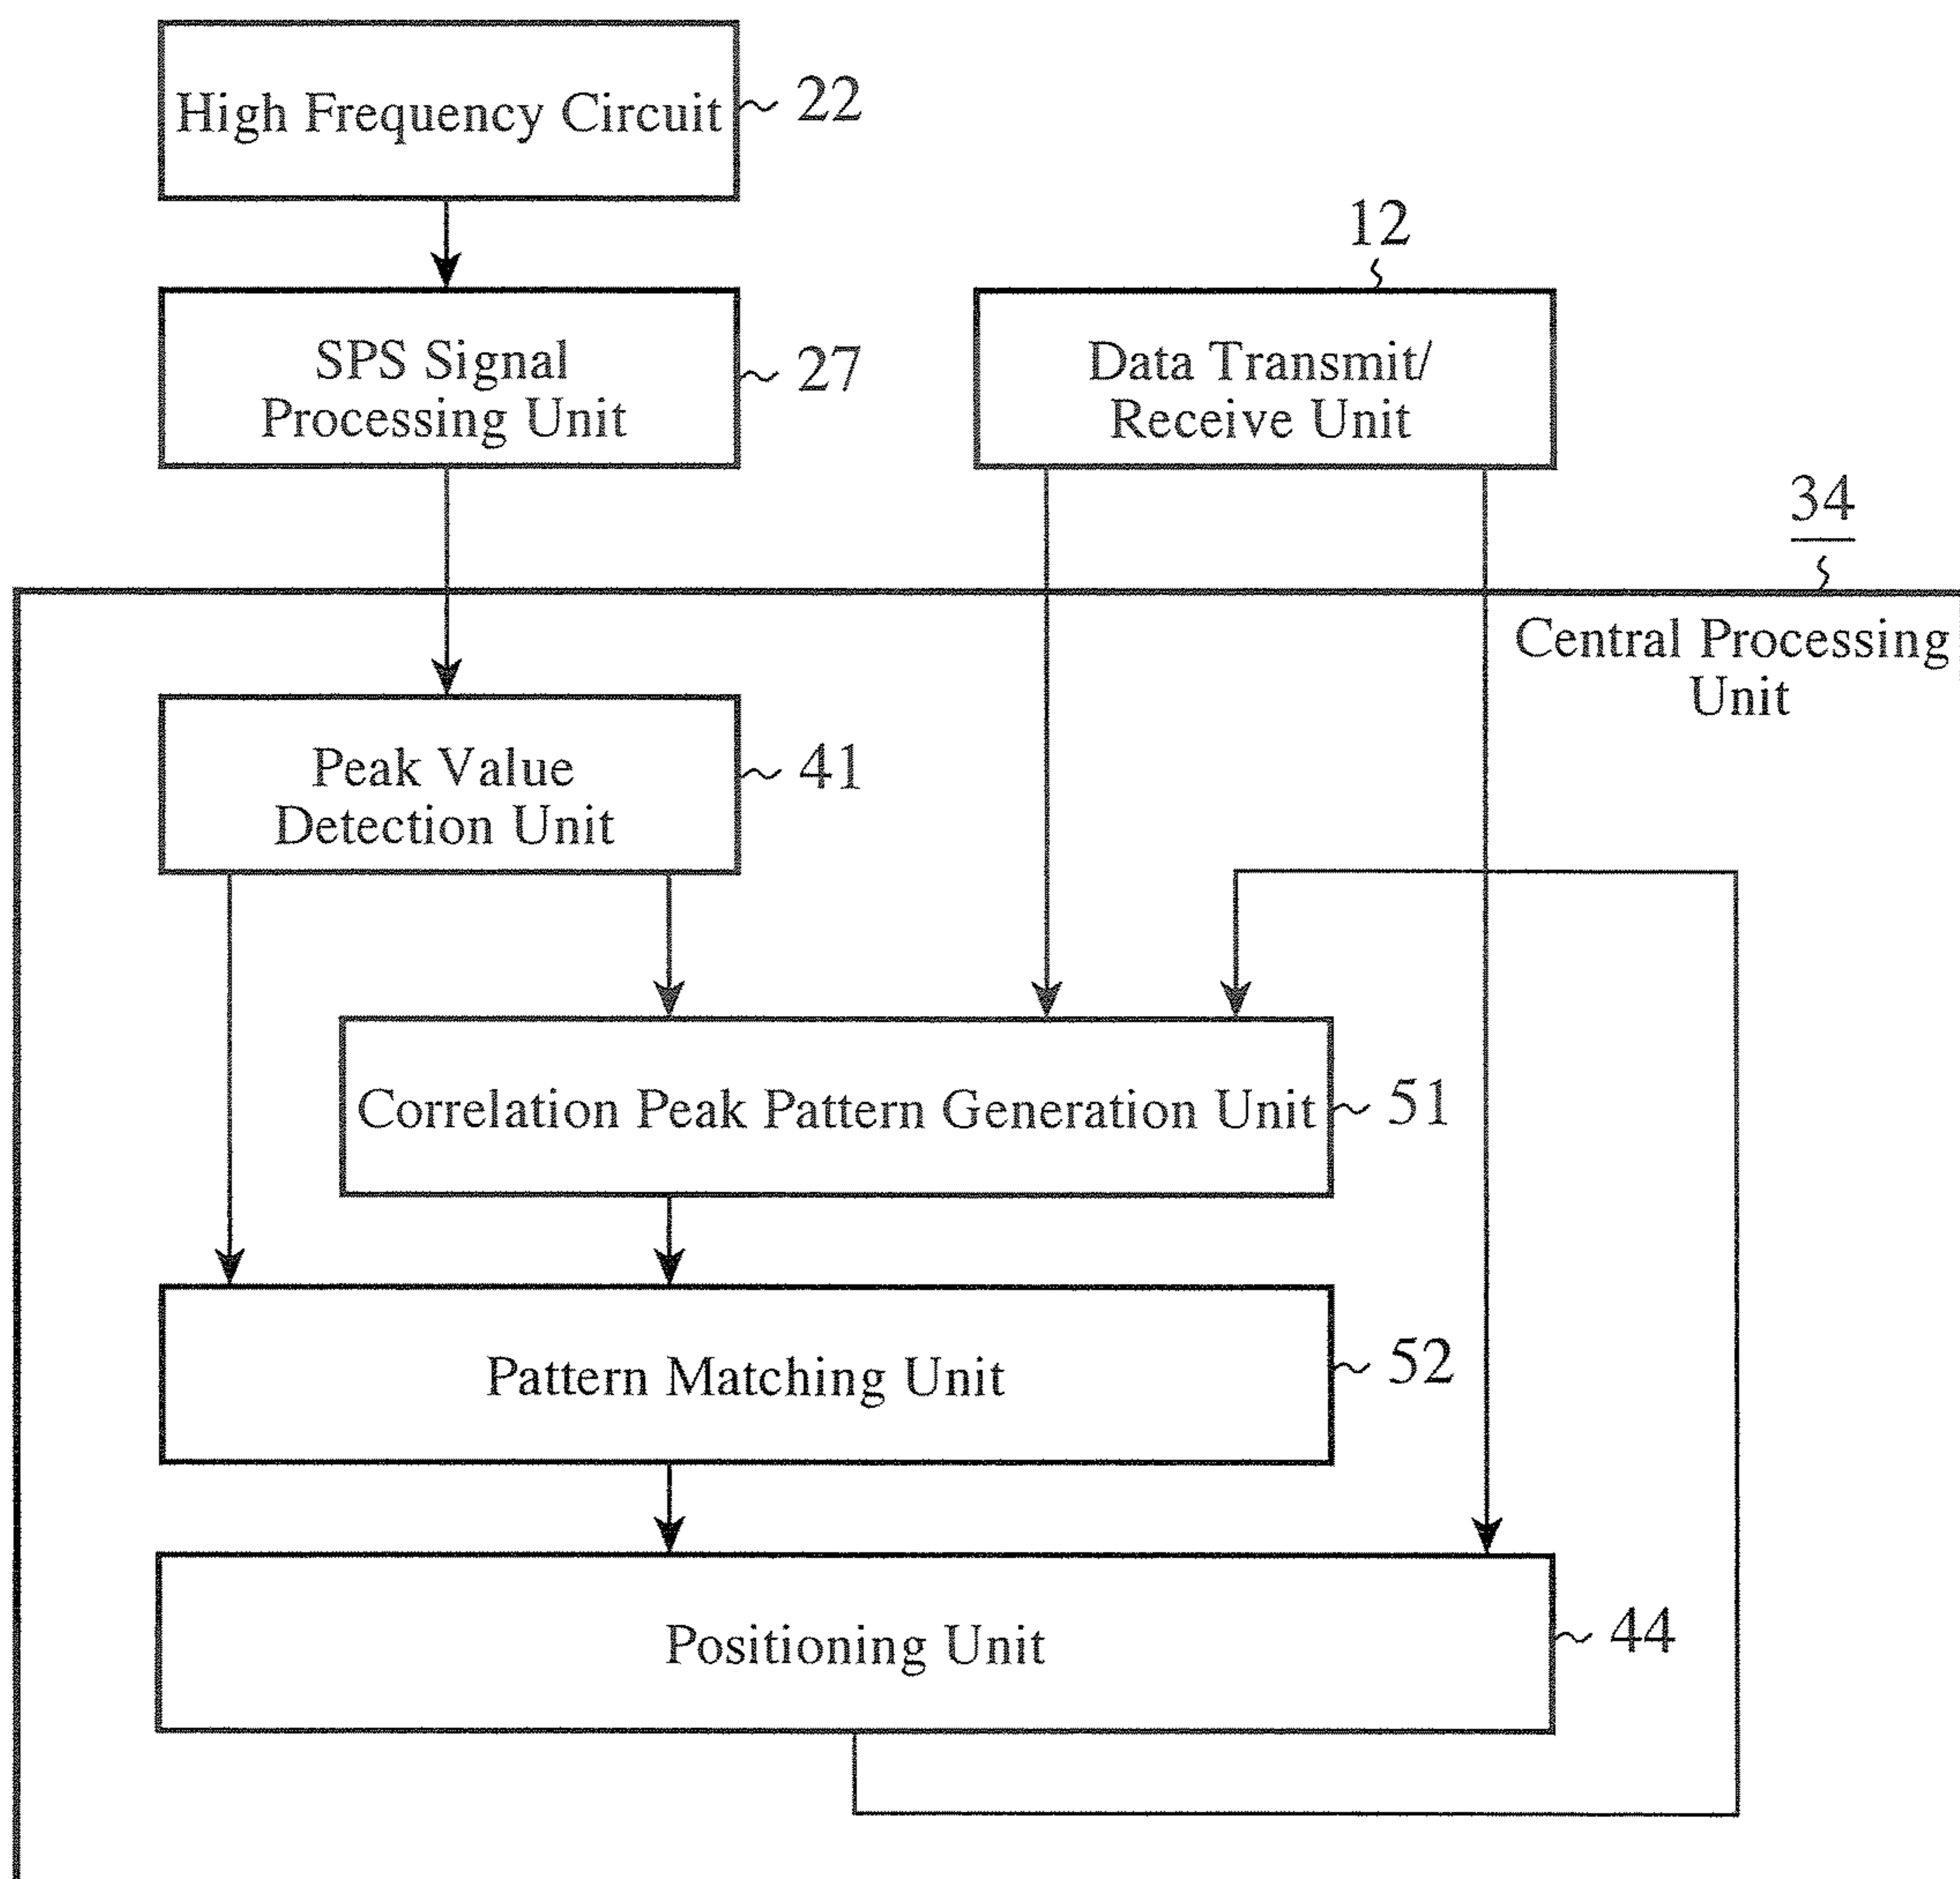 High Frequency Circuit
22
12
SPS Signal
Processing Unit
27
Data Transmit/
Receive Unit
34
Central Processing
Unit
Peak Value
Detection Unit
41
Correlation Peak Pattern Generation Unit
51
Pattern Matching Unit
52
Positioning Unit
44